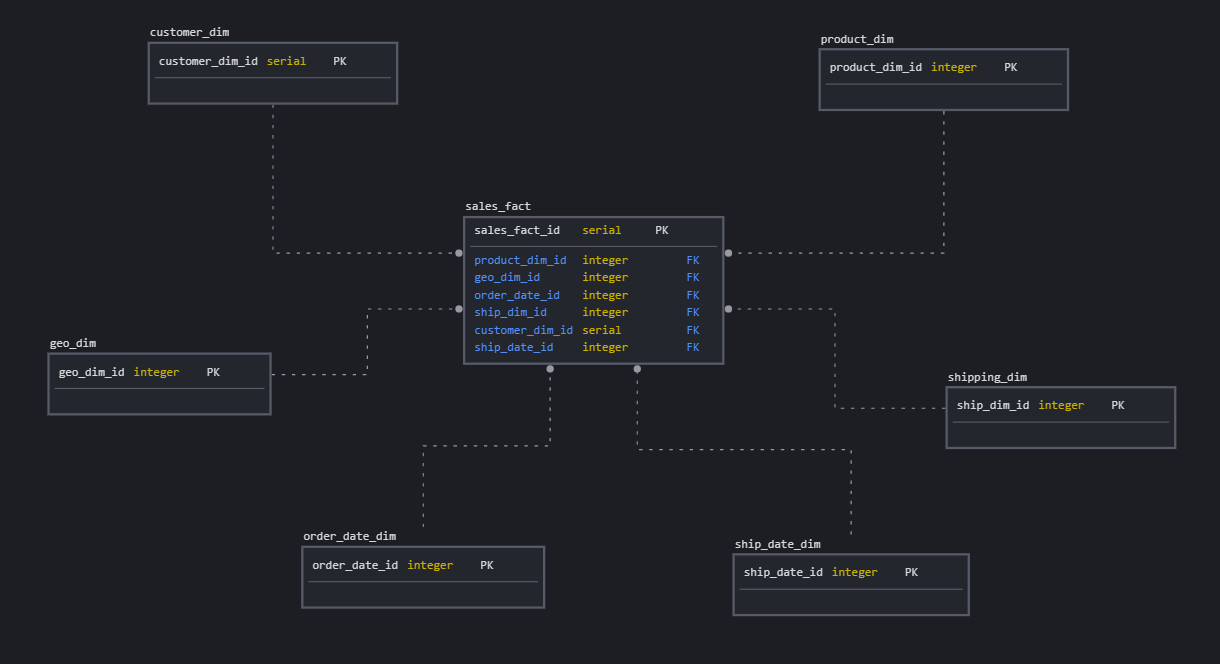 customer_dim
customer_dim_id serial PK
product_dim
product_dim_id integer PK
sales_fact
sales_fact_id serial PK
product_dim_id integer FK
geo_dim_id integer FK
order_date_id integer FK
ship_dim_id integer FK
customer_dim_id serial FK
ship_date_id integer FK
geo_dim
geo_dim_id integer PK
shipping_dim
ship_dim_id integer PK
order_date_dim
order_date_id integer PK
ship_date_dim
ship_date_id integer PK